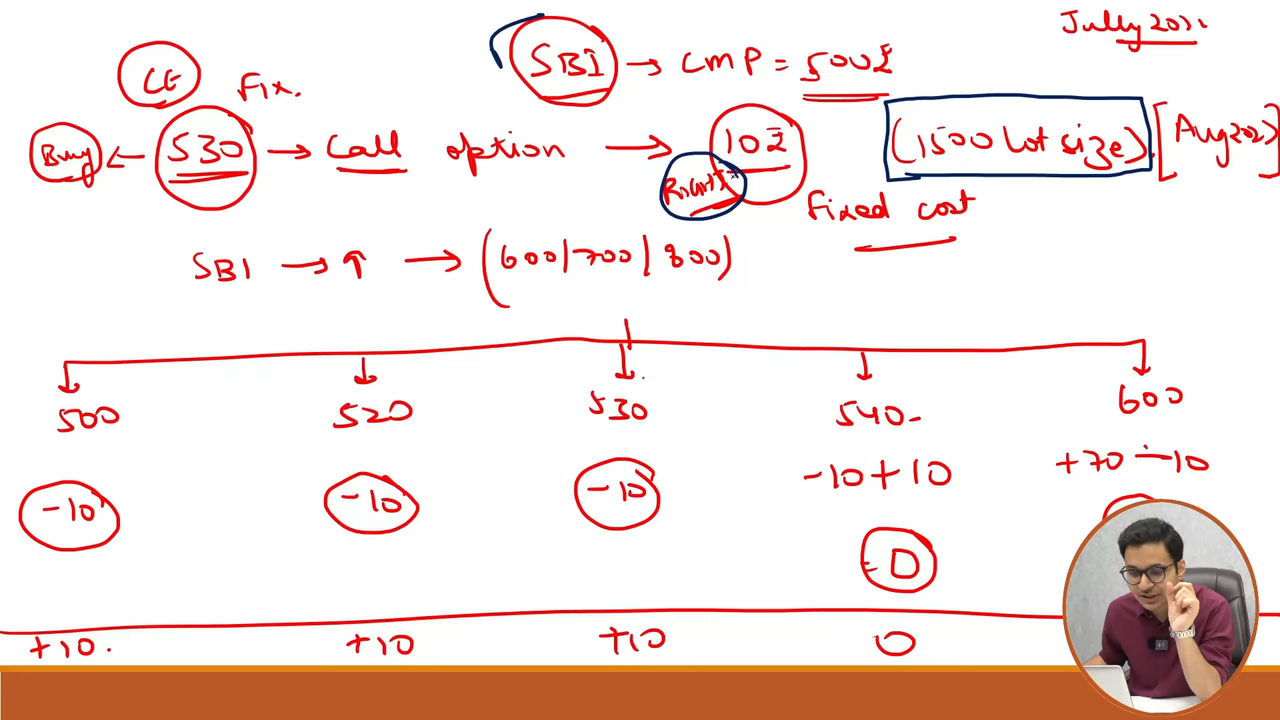 Jully 202
SBI → CMP = 500₹
CE Fix.
Buy ← 530 → Call option → 10₹ (1500 Lot size) [Aug 202
Right
Fixed cost
SBI → ↑ → (600/700/800)
500 520 530 540 600
-10 -10 -10 -10+10 +70-10
= 0
+10. +10 +10 0